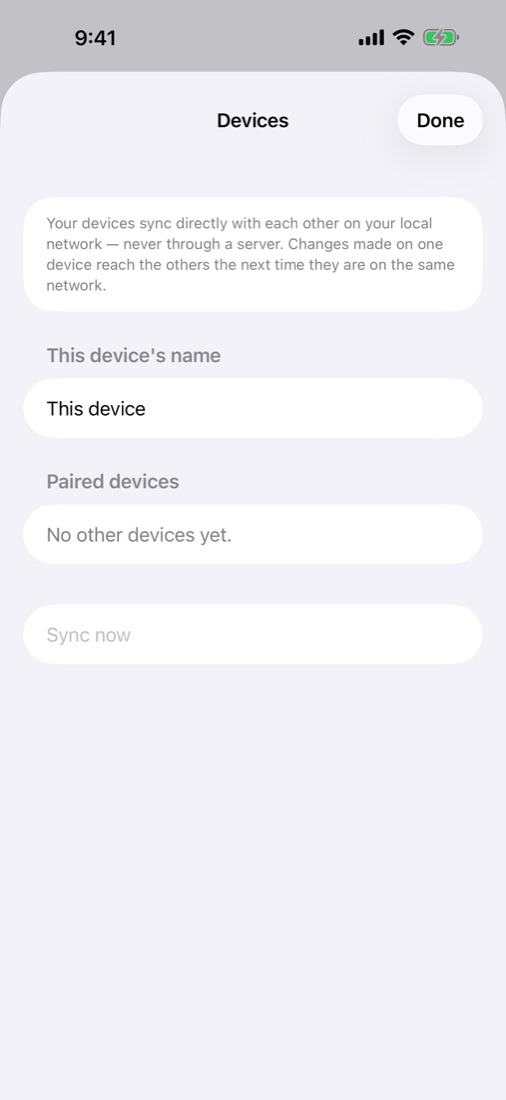 9:41
Devices
Done
Your devices sync directly with each other on your local
network — never through a server. Changes made on one
device reach the others the next time they are on the same
network.
This device's name
This device
Paired devices
No other devices yet.
Sync now